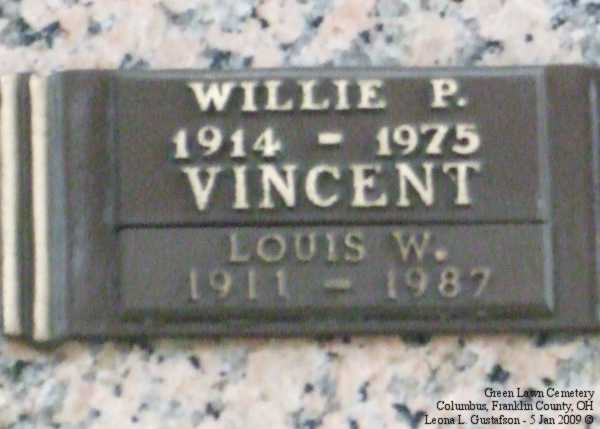 WILLIE P.
1914 - 1975
VINCENT
LOUIS W.
1911 - 1987
Green Lawn Cemetery
Columbus, Franklin County, OH
Leona L. Gustafson - 5 Jan 2009 ©